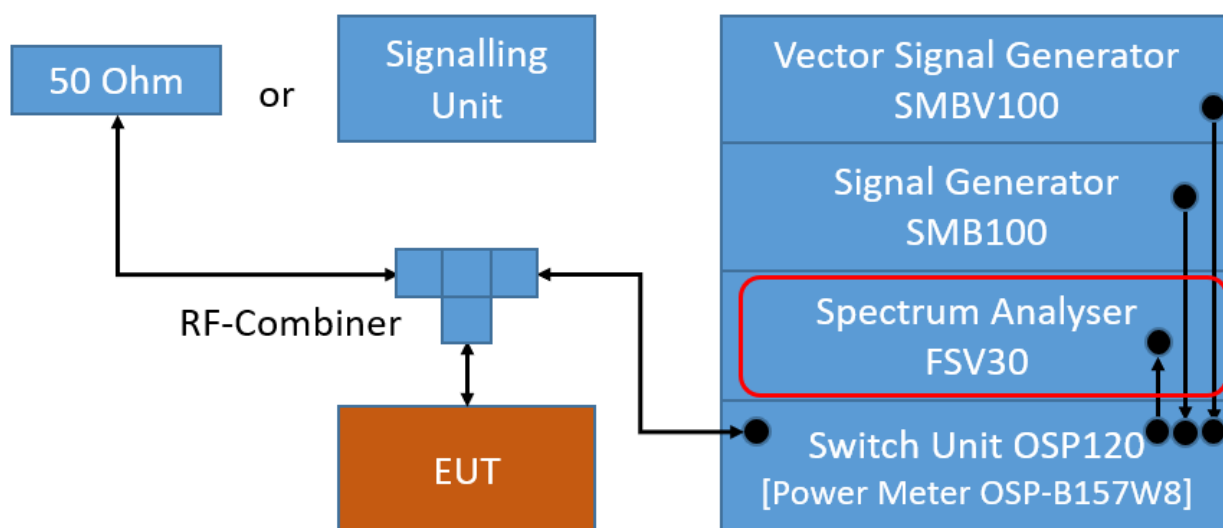 50 Ohm
or
Signalling
Unit
RF-Combiner
EUT
Vector Signal Generator
SMBV100
Signal Generator
SMB100
Spectrum Analyser
FSV30
Switch Unit OSP120
[Power Meter OSP-B157W8]